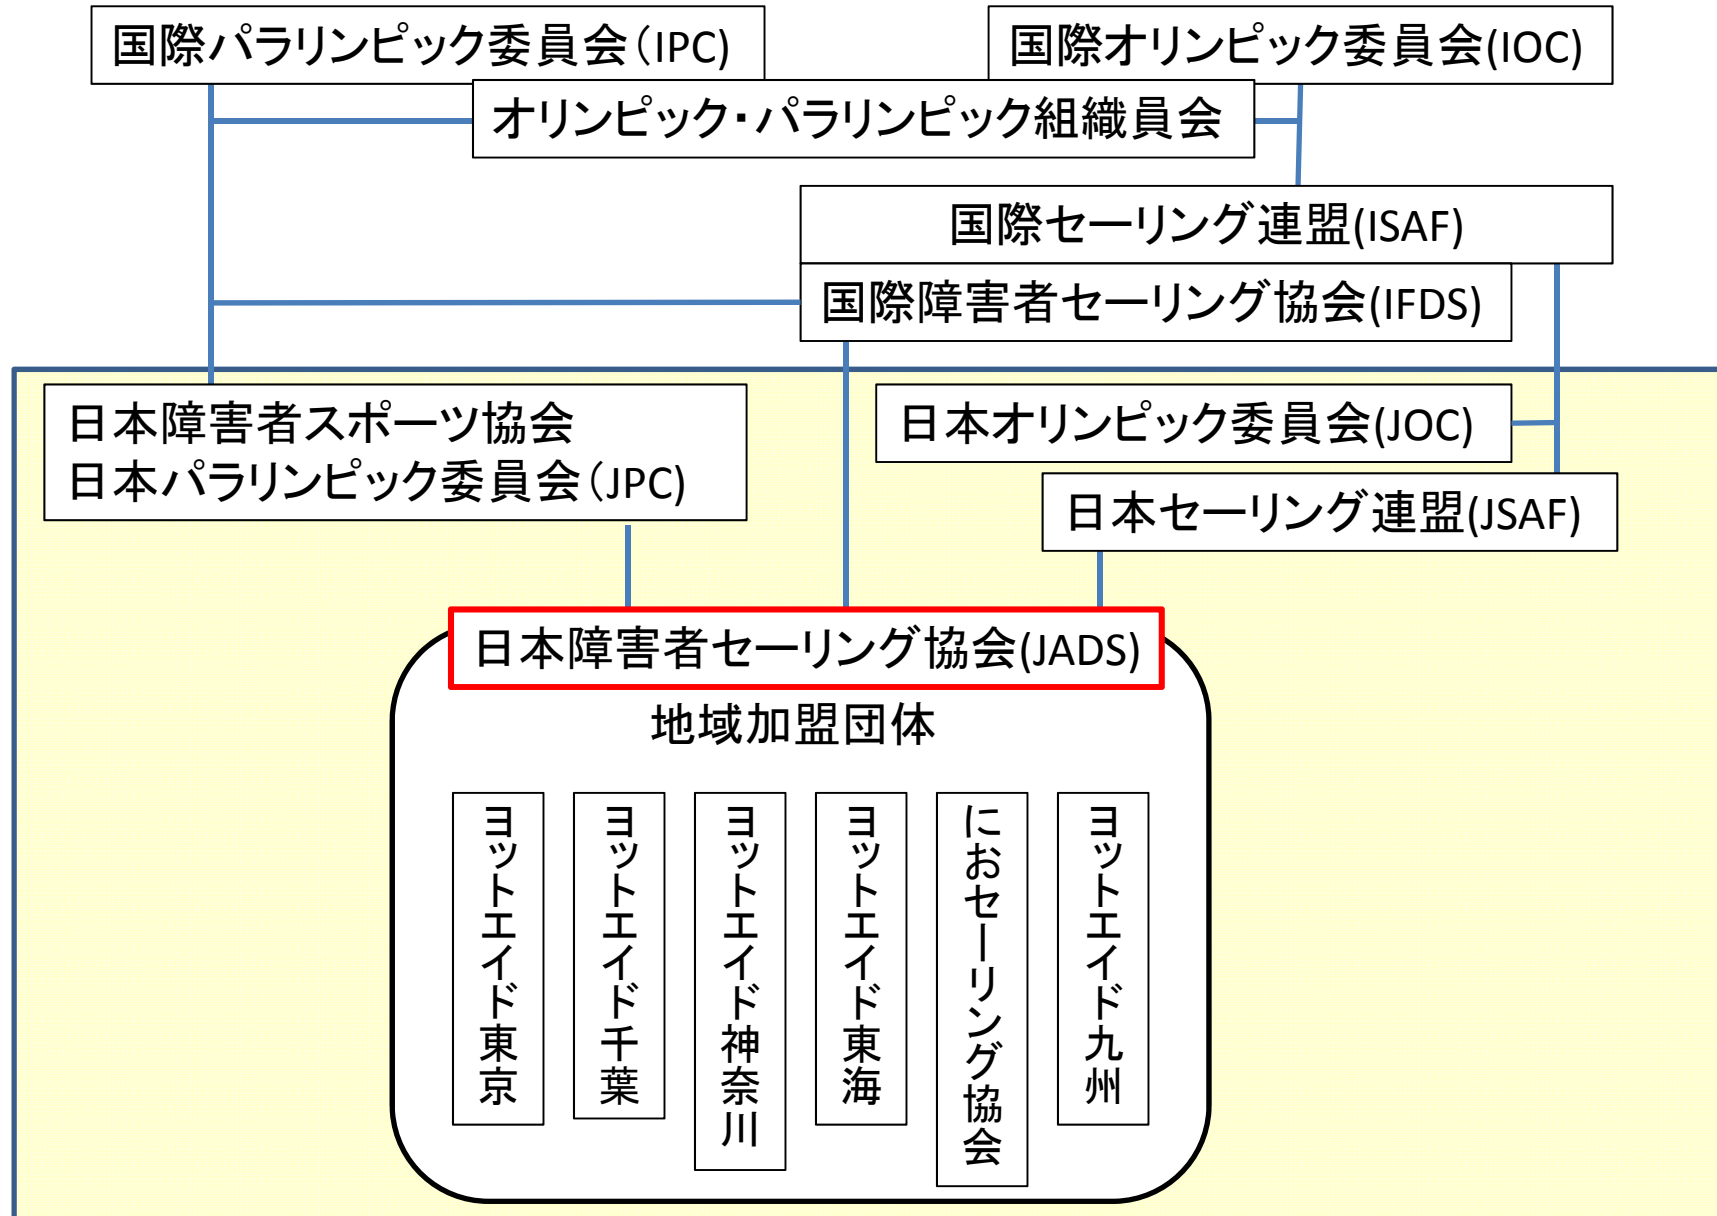 国際パラリンピック委員会（IPC)
国際オリンピック委員会(IOC)
オリンピック・パラリンピック組織員会
国際セーリング連盟(ISAF)
国際障害者セーリング協会(IFDS)
日本障害者スポーツ協会
日本パラリンピック委員会（JPC)
日本オリンピック委員会(JOC)
日本セーリング連盟(JSAF)
日本障害者セーリング協会(JADS)
地域加盟団体
ヨットエイド東京
ヨットエイド千葉
ヨットエイド神奈川
ヨットエイド東海
におセーリング協会
ヨットエイド九州